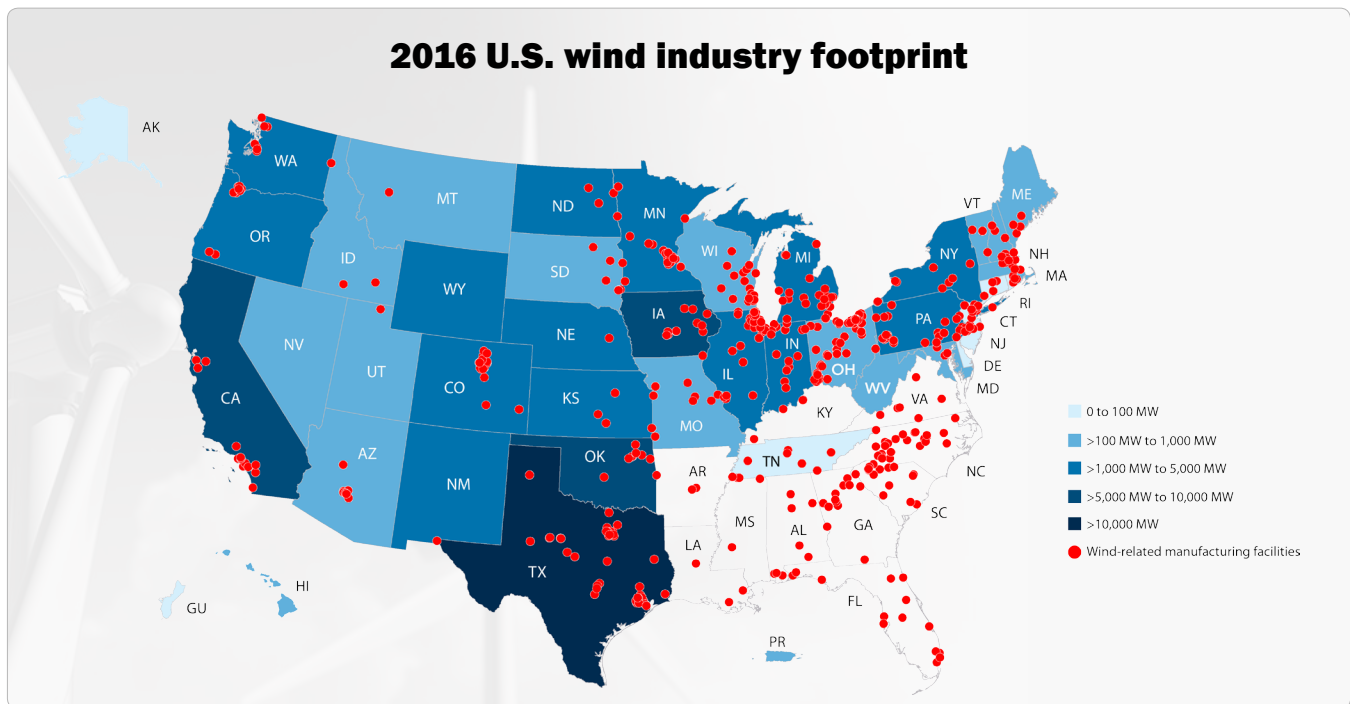 2016 U.S. wind industry footprint
AK
WA
MT
ND
MN
VT
ME
OR
ID
SD
WI
MI
NY
NH
MA
WY
RI
IA
PA
CT
NV
NE
IN
NJ
UT
IL
OH
DE
CO
WV
MD
CA
KS
VA
KY
MO
0 to 100 MW
>100 MW to 1,000 MW
AZ
OK
TN
AR
NC
>1,000 MW to 5,000 MW
NM
>5,000 MW to 10,000 MW
MS
AL
GA
SC
>10,000 MW
LA
Wind-related manufacturing facilities
TX
HI
GU
FL
PR